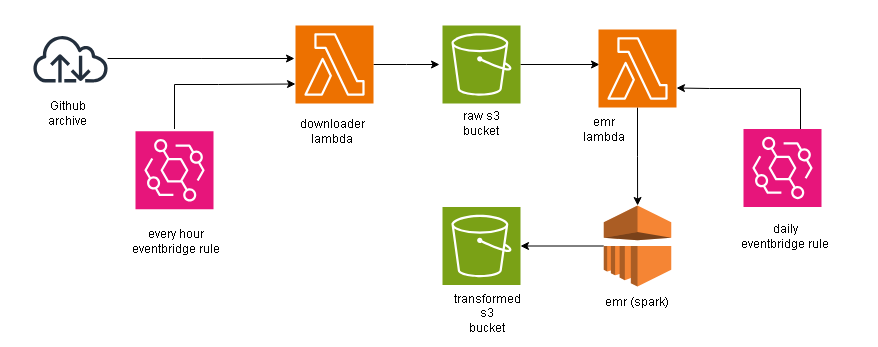 Github
archive
downloader
lambda
raw s3
bucket
emr
lambda
every hour
eventbridge rule
daily
eventbridge rule
transformed
s3
bucket
emr (spark)